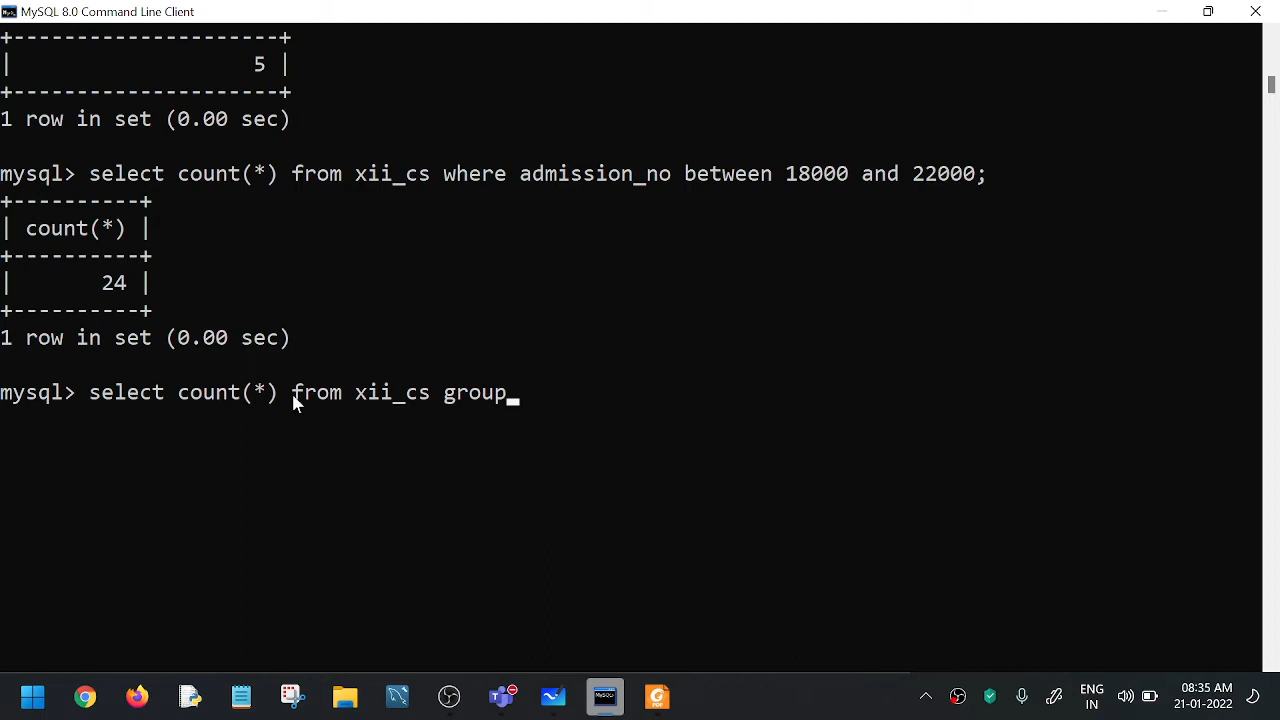 MySQL 8.0 Command Line Client
+---------------------+
|                   5 |
+---------------------+
1 row in set (0.00 sec)
mysql> select count(*) from xii_cs where admission_no between 18000 and 22000;
+----------+
| count(*) |
+----------+
|       24 |
+----------+
1 row in set (0.00 sec)
mysql> select count(*) from xii_cs group_
ENG 08:35 AM
IN 21-01-2022